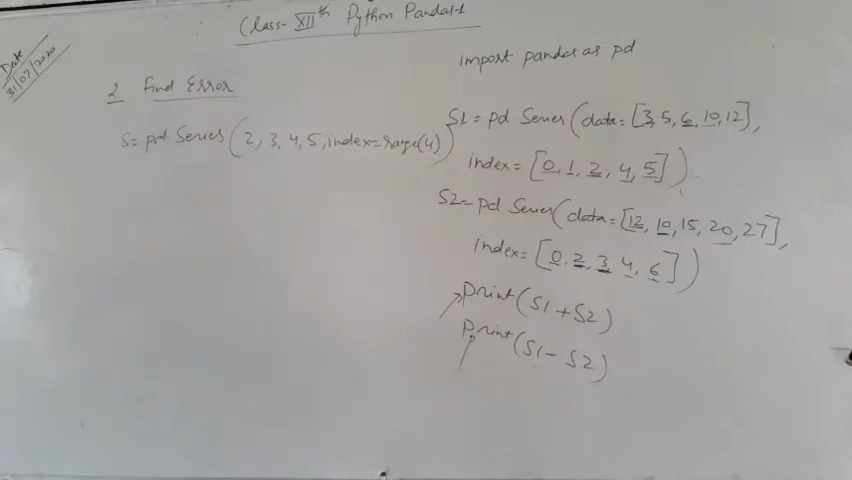 Class-XIIth Python Pandas-1
Date
31/07/2020
2 Find Error
S=pd Series(2, 3, 4, 5, index=range(4)
import pandas as pd
S1 = pd Series(data=[3, 5, 6, 10, 12],
index=[0, 1, 2, 4, 5])
S2=pd Series(data=[12, 10, 15, 20, 27],
index=[0, 2, 3, 4, 6])
print(S1+S2)
Print(S1-S2)